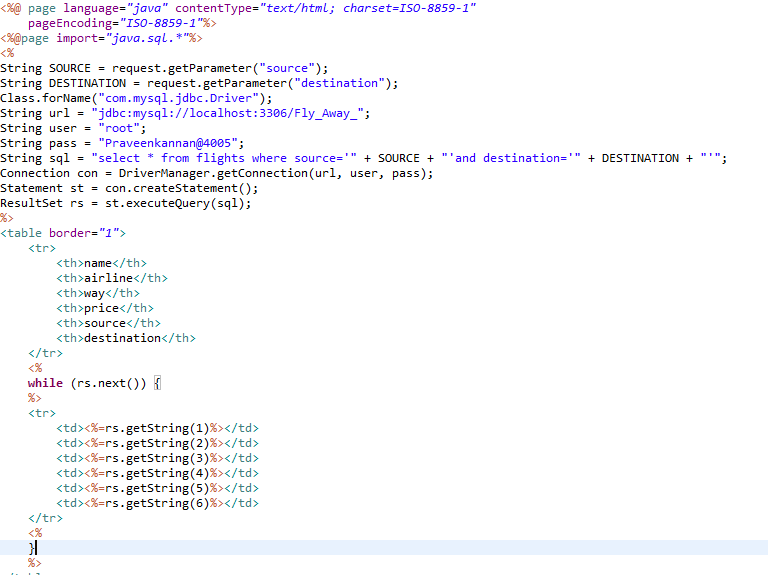 <%@ page language="java" contentType="text/html; charset=ISO-8859-1"
    pageEncoding="ISO-8859-1"%>
<%@page import="java.sql.*"%>
<%
String SOURCE = request.getParameter("source");
String DESTINATION = request.getParameter("destination");
Class.forName("com.mysql.jdbc.Driver");
String url = "jdbc:mysql://localhost:3306/Fly_Away_";
String user = "root";
String pass = "Praveenkannan@4005";
String sql = "select * from flights where source='" + SOURCE + "'and destination='" + DESTINATION + "'";
Connection con = DriverManager.getConnection(url, user, pass);
Statement st = con.createStatement();
ResultSet rs = st.executeQuery(sql);
%>
<table border="1">
    <tr>
        <th>name</th>
        <th>airline</th>
        <th>way</th>
        <th>price</th>
        <th>source</th>
        <th>destination</th>
    </tr>
    <%
    while (rs.next()) {
    %>
    <tr>
        <td><%=rs.getString(1)%></td>
        <td><%=rs.getString(2)%></td>
        <td><%=rs.getString(3)%></td>
        <td><%=rs.getString(4)%></td>
        <td><%=rs.getString(5)%></td>
        <td><%=rs.getString(6)%></td>
    </tr>
    <%
    }
    %>